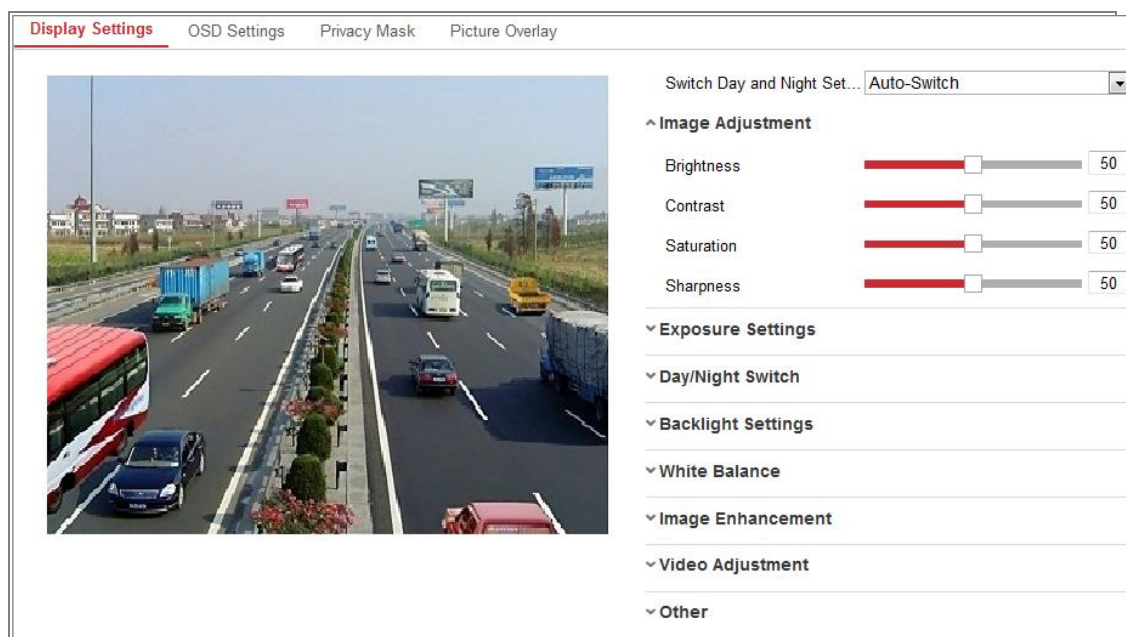 Display Settings OSD Settings Privacy Mask Picture Overlay
Switch Day and Night Set... Auto-Switch
Image Adjustment
Brightness 50
Contrast 50
Saturation 50
Sharpness 50
Exposure Settings
Day/Night Switch
Backlight Settings
White Balance
Image Enhancement
Video Adjustment
Other